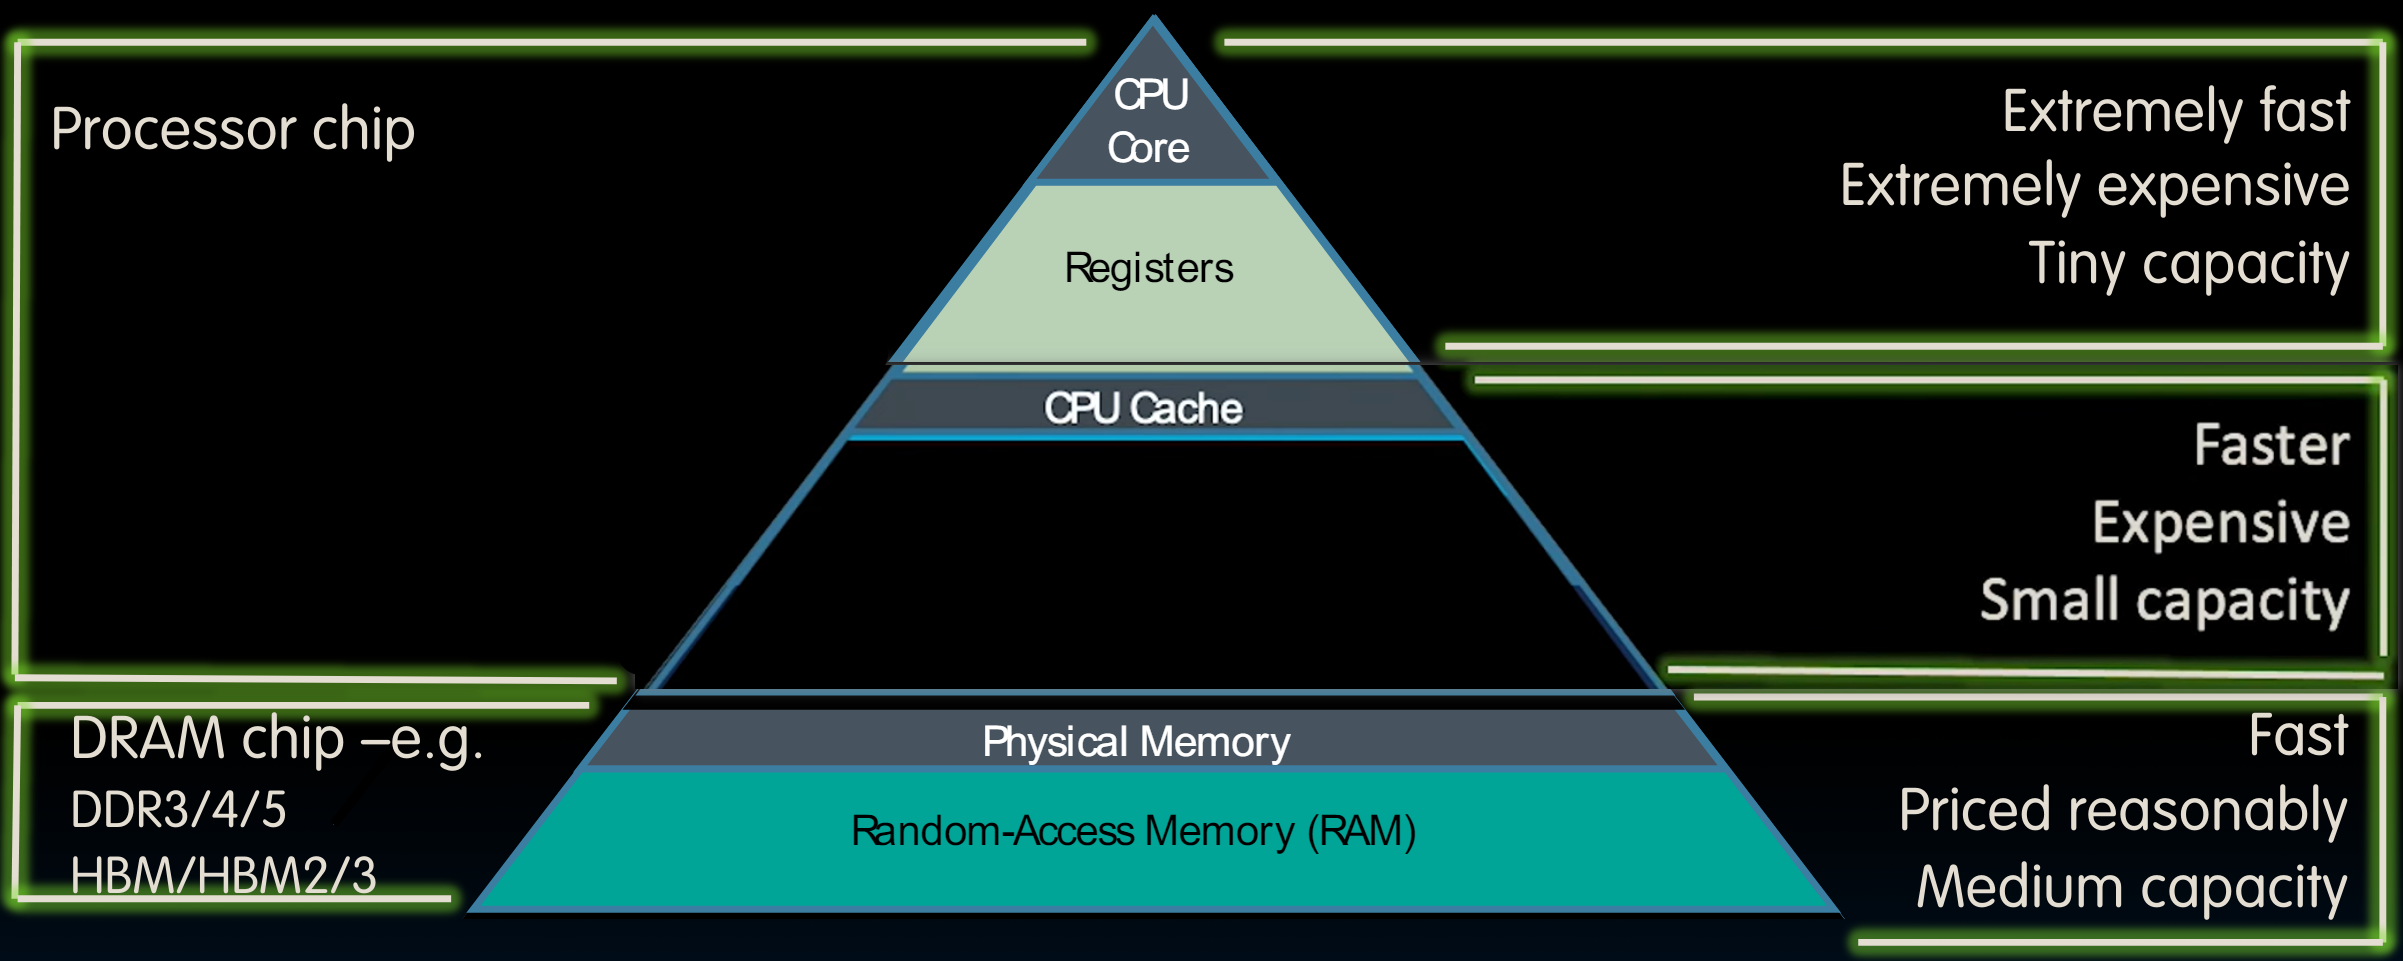 Processor chip
CPU
Core
Registers
CPU Cache
Extremely fast
Extremely expensive
Tiny capacity
Faster
Expensive
Small capacity
DRAM chip –e.g.
DDR3/4/5
HBM/HBM2/3
Physical Memory
Random-Access Memory (RAM)
Fast
Priced reasonably
Medium capacity